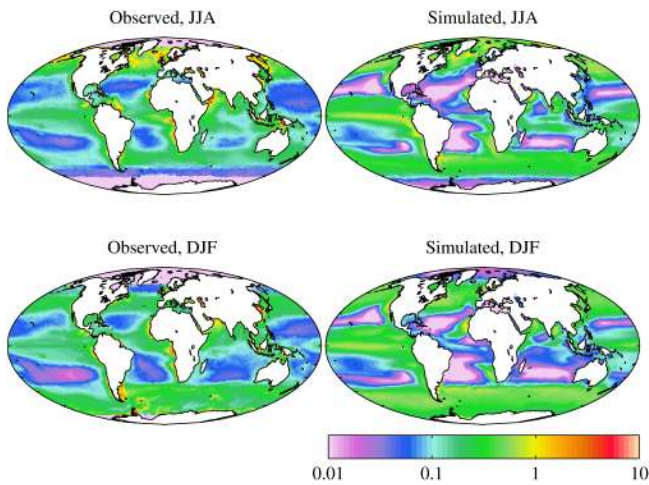 Observed, JJA
Simulated, JJA
Observed, DJF
Simulated, DJF
0.01 0.1 1 10